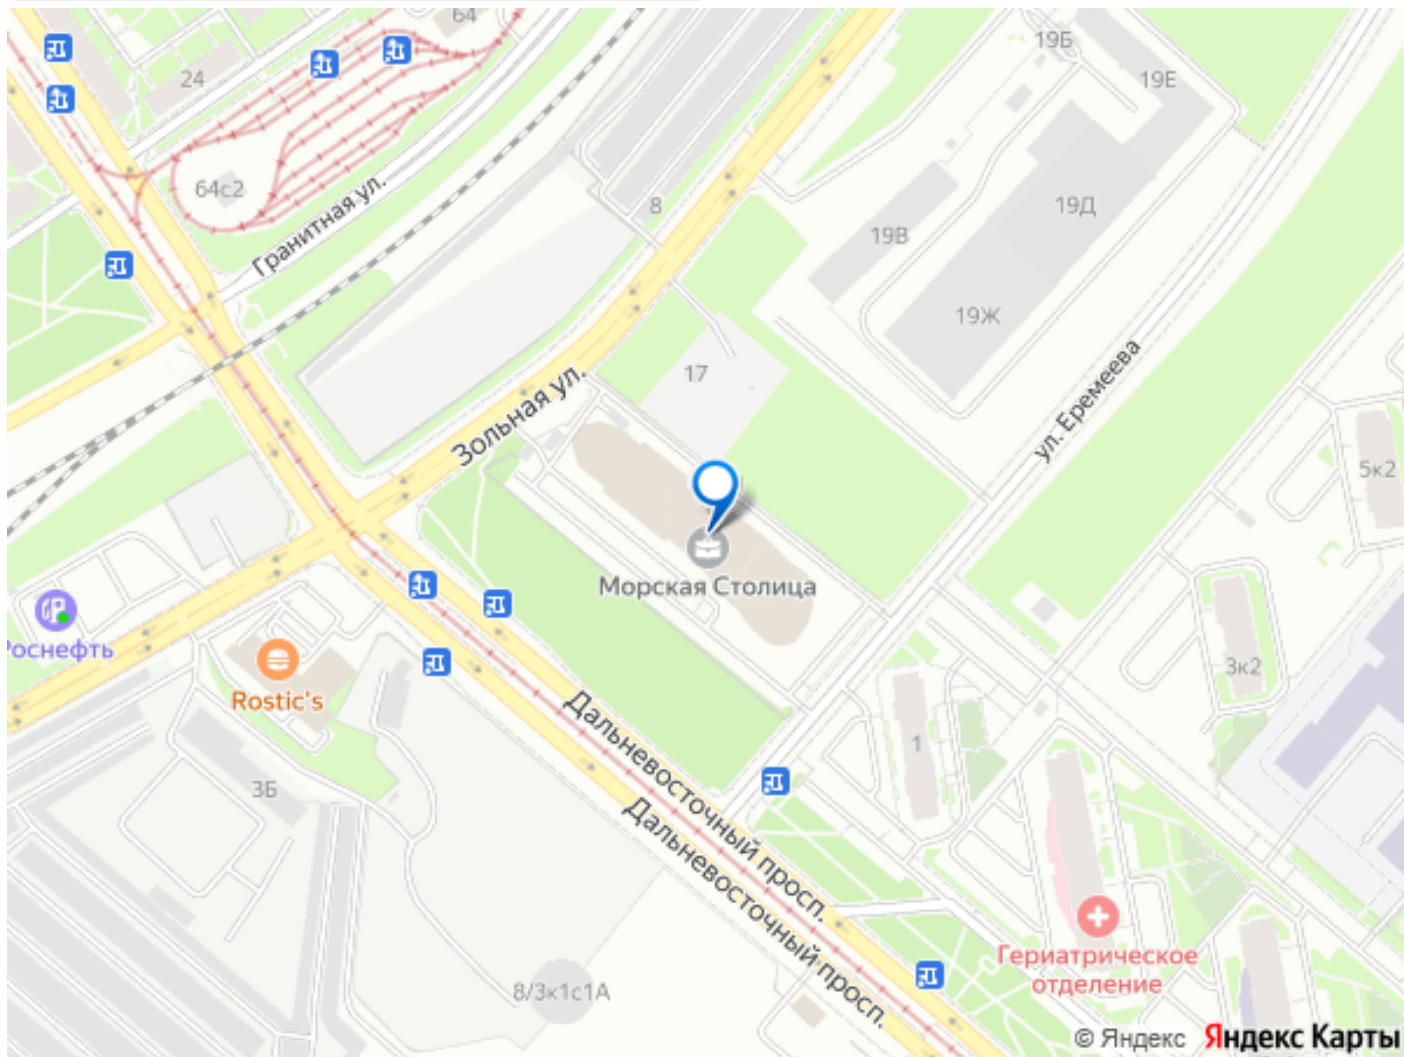 64
24
19Б
19Е
64с2
Гранитная ул.
8
19В
19Д
19Ж
17
ул. Еремеева
Зольная ул.
5к2
Морская Столица
Роснефть
Rostic's
3к2
1
3Б
Дальневосточный просп.
Дальневосточный просп.
Гериатрическое
отделение
8/3к1с1А
© Яндекс Яндекс Карты